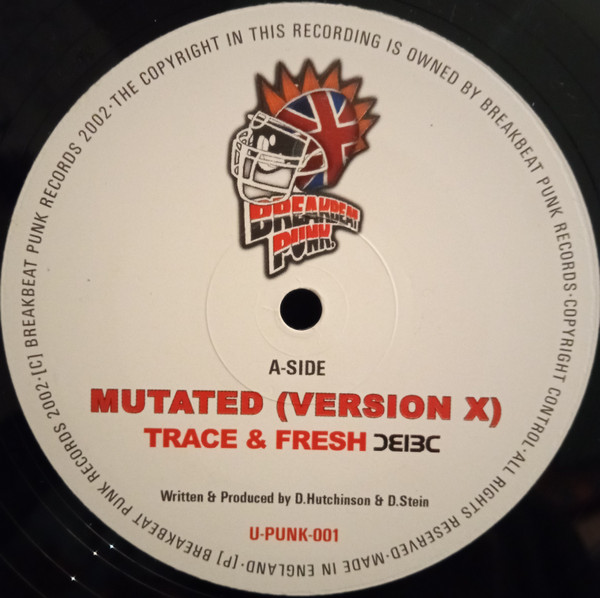 THE COPYRIGHT IN THIS RECORDING IS OWNED BY BREAKBEAT PUNK RECORDS·COPYRIGHT CONTROL·ALL RIGHTS RESERVED·MADE IN ENGLAND·[P] BREAKBEAT PUNK RECORDS 2002·[C] BREAKBEAT PUNK RECORDS 2002·
BREAKBEAT
PUNK.
A-SIDE
MUTATED (VERSION X)
TRACE & FRESH
Written & Produced by D.Hutchinson & D.Stein
U-PUNK-001